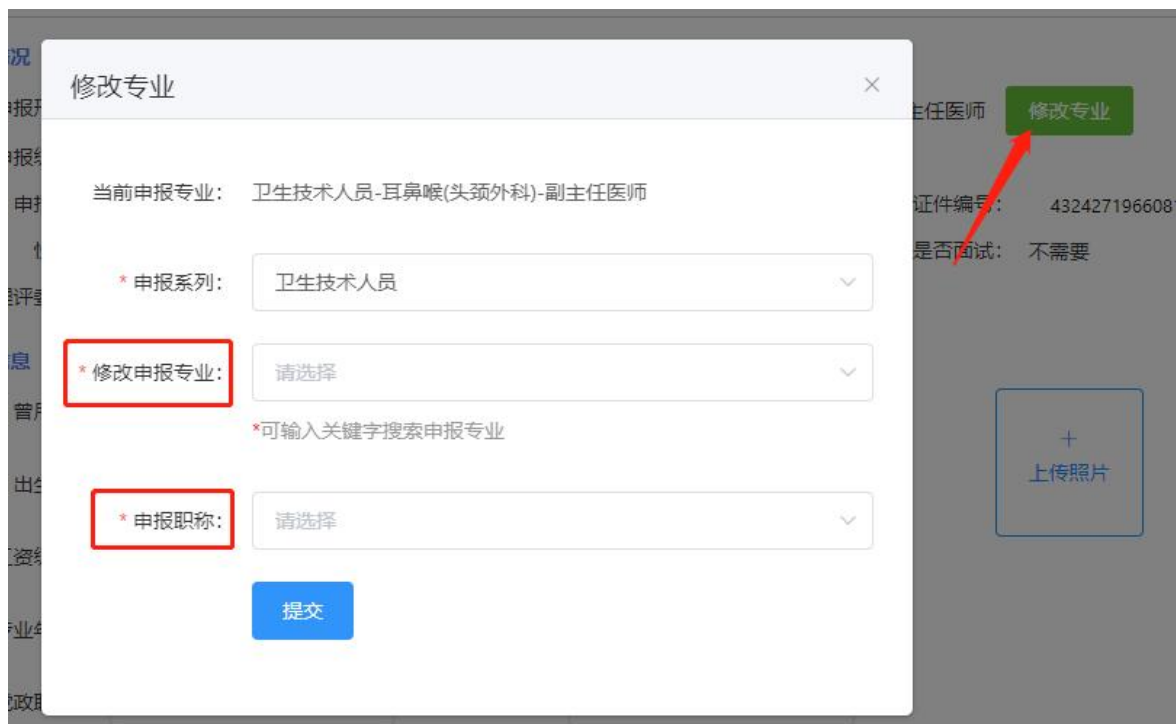 况
修改专业
主任医师
修改专业
当前申报专业： 卫生技术人员-耳鼻喉(头颈外科)-副主任医师
证件编号： 4324271966081
* 申报系列： 卫生技术人员
是否面试： 不需要
息
* 修改申报专业： 请选择
*可输入关键字搜索申报专业
+
上传照片
* 申报职称： 请选择
提交